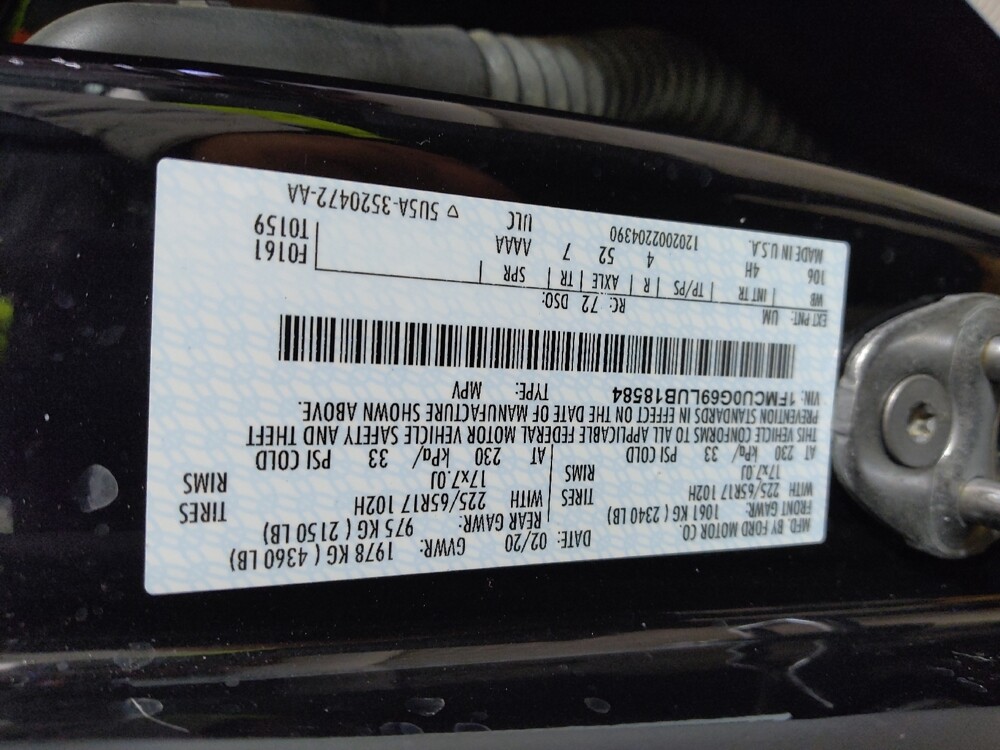 MFD. BY FORD MOTOR CO.
DATE: 02/20 GVWR: 1978 KG ( 4360 LB)
FRONT GAWR: 1061 KG ( 2340 LB) REAR GAWR: 975 KG ( 2150 LB)
WITH 225/65R17 102H TIRES WITH 225/65R17 102H TIRES
17x7.0J RIMS 17x7.0J RIMS
AT 230 kPa/ 33 PSI COLD AT 230 kPa/ 33 PSI COLD
THIS VEHICLE CONFORMS TO ALL APPLICABLE FEDERAL MOTOR VEHICLE SAFETY AND THEFT
PREVENTION STANDARDS IN EFFECT ON THE DATE OF MANUFACTURE SHOWN ABOVE.
VIN: 1FMCU0G69LUB18584 TYPE: MPV
EXT PNT: UM RC: 72 DSO:
WB INT TR TP/PS R AXLE TR SPR F0161
106 4H 4 52 7 AAAA T0159
MADE IN U.S.A. 120200220439​0 ULC 5U5A-3520472-AA